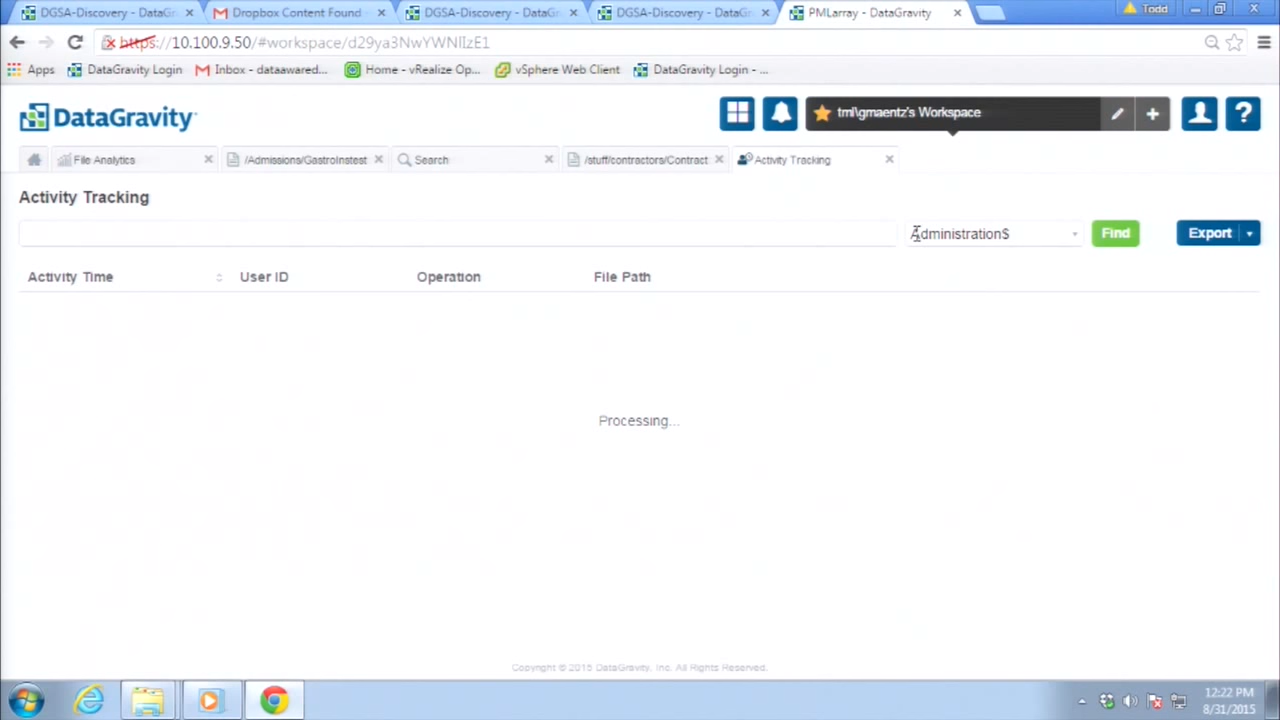 DGSA-Discovery - DataGr
Dropbox Content Found
DGSA-Discovery - DataGr
DGSA-Discovery - DataGr
PMLarray - DataGravity
Todd
https://10.100.9.50/#workspace/d29ya3NwYWNlIzE1
Apps
DataGravity Login
Inbox - dataawared...
Home - vRealize Op...
vSphere Web Client
DataGravity Login - ...
DataGravity
tml\gmaentz's Workspace
File Analytics
/Admissions/GastroInstest
Search
/stuff/contractors/Contract
Activity Tracking
Activity Tracking
Administration$
Find
Export
Activity Time
User ID
Operation
File Path
Processing...
Copyright © 2015 DataGravity, Inc. All Rights Reserved.
12:22 PM
8/31/2015